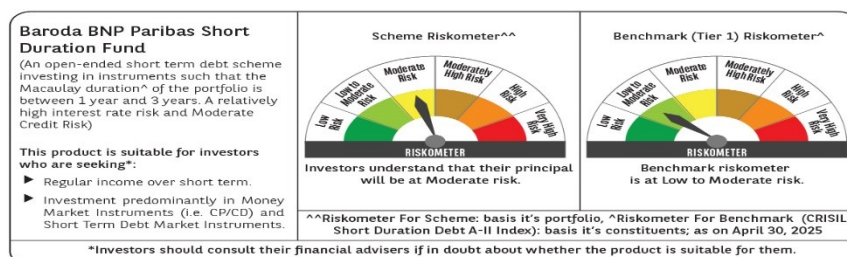 Baroda BNP Paribas Short
Duration Fund
(An open-ended short term debt scheme
investing in instruments such that the
Macaulay duration^ of the portfolio is
between 1 year and 3 years. A relatively
high interest rate risk and Moderate
Credit Risk)
This product is suitable for investors
who are seeking*:
► Regular income over short term.
► Investment predominantly in Money
Market Instruments (i.e. CP/CD) and
Short Term Debt Market Instruments.
Scheme Riskometer^^
Low Risk
Low to Moderate Risk
Moderate Risk
Moderately High Risk
High Risk
Very High Risk
RISKOMETER
Investors understand that their principal
will be at Moderate risk.
Benchmark (Tier 1) Riskometer^
Low Risk
Low to Moderate Risk
Moderate Risk
Moderately High Risk
High Risk
Very High Risk
RISKOMETER
Benchmark riskometer
is at Low to Moderate risk.
^^Riskometer For Scheme: basis it's portfolio, ^Riskometer For Benchmark (CRISIL
Short Duration Debt A-II Index): basis it's constituents; as on April 30, 2025
*Investors should consult their financial advisers if in doubt about whether the product is suitable for them.